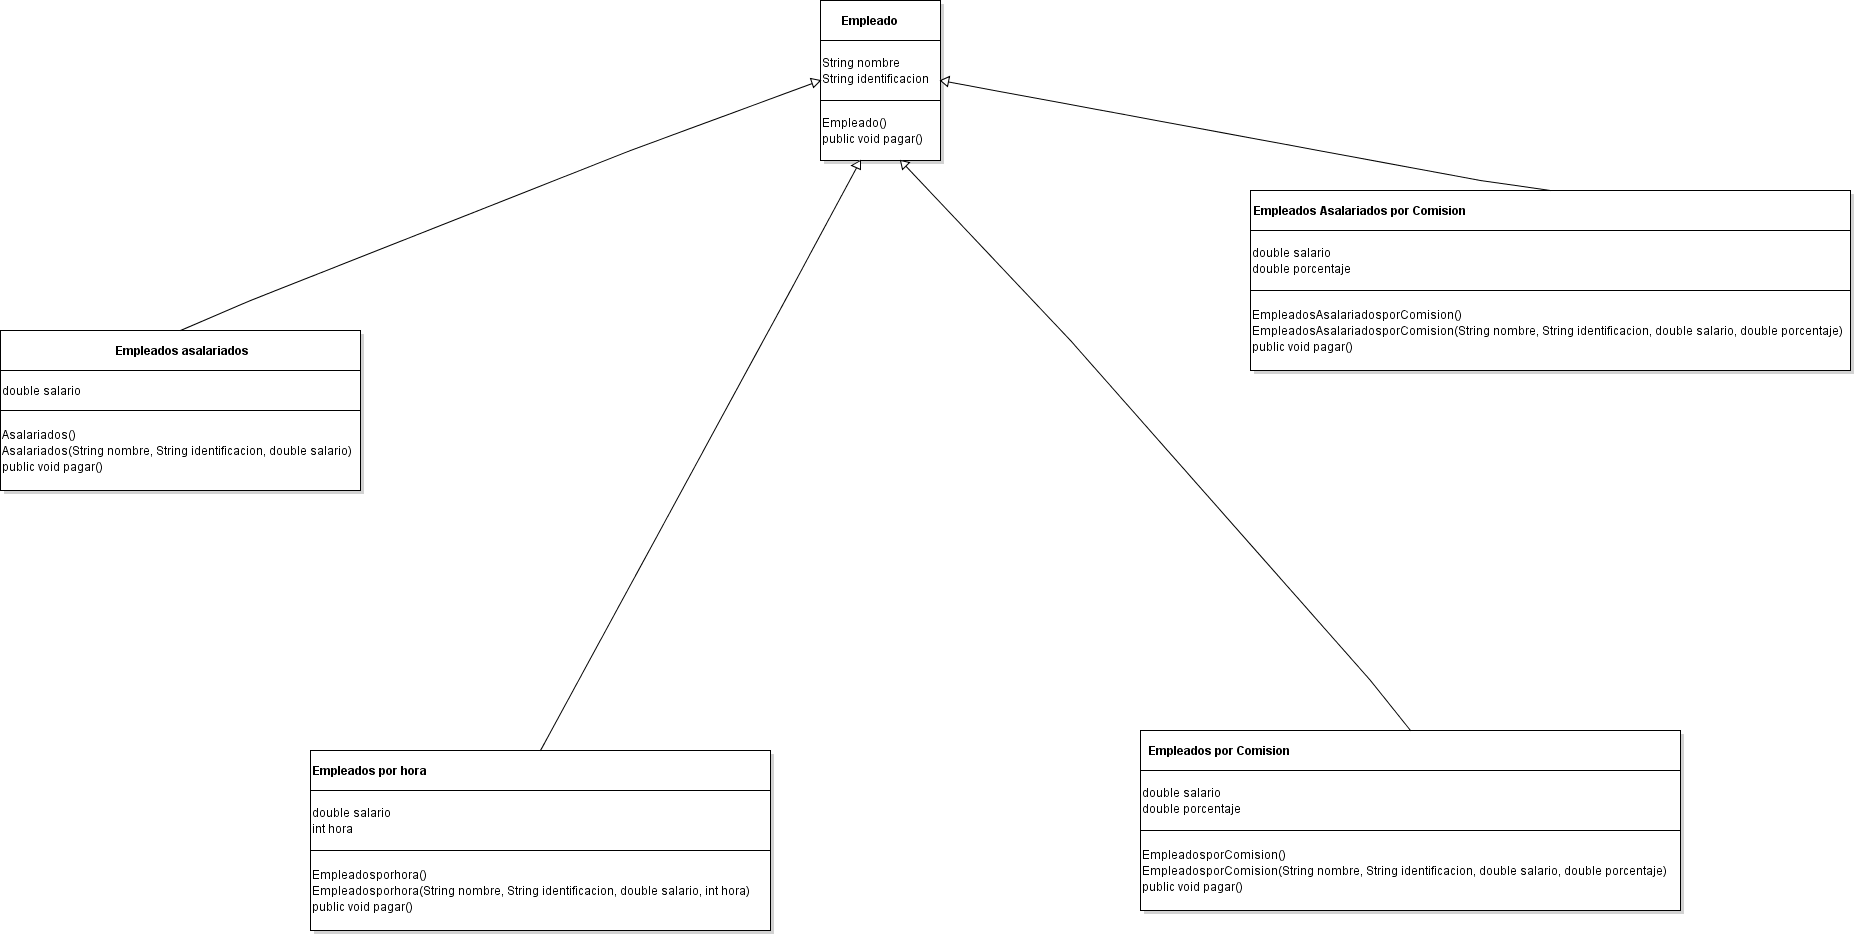 Empleado
String nombre
String identificacion
Empleado()
public void pagar()
Empleados Asalariados por Comision
double salario
double porcentaje
EmpleadosAsalariadosporComision()
EmpleadosAsalariadosporComision(String nombre, String identificacion, double salario, double porcentaje)
public void pagar()
Empleados asalariados
double salario
Asalariados()
Asalariados(String nombre, String identificacion, double salario)
public void pagar()
Empleados por hora
double salario
int hora
Empleadosporhora()
Empleadosporhora(String nombre, String identificacion, double salario, int hora)
public void pagar()
Empleados por Comision
double salario
double porcentaje
EmpleadosporComision()
EmpleadosporComision(String nombre, String identificacion, double salario, double porcentaje)
public void pagar()